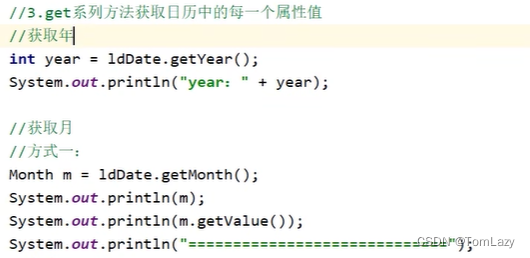 //3.get系列方法获取日历中的每一个属性值
//获取年
int year = ldDate.getYear();
System.out.println("year: " + year);
//获取月
//方式一:
Month m = ldDate.getMonth();
System.out.println(m);
System.out.println(m.getValue());
System.out.println("=============================");
CSDN @TomLazy